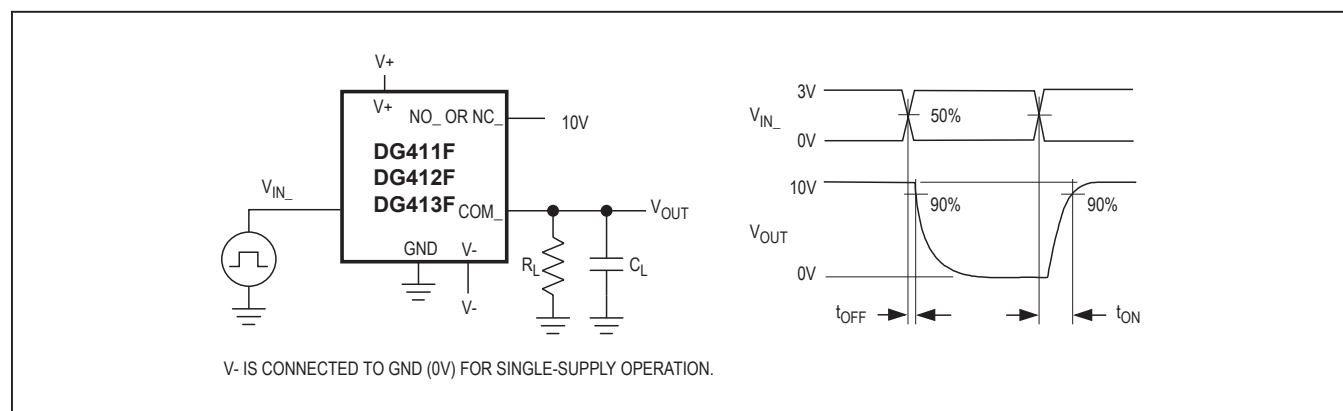 V+
V+
NO_ OR NC_
10V
DG411F
DG412F
DG413F
V_IN_
COM_
V_OUT
GND
V-
R_L
C_L
V-
V- IS CONNECTED TO GND (0V) FOR SINGLE-SUPPLY OPERATION.
3V
V_IN_
50%
0V
10V
90%
90%
V_OUT
0V
t_OFF
t_ON